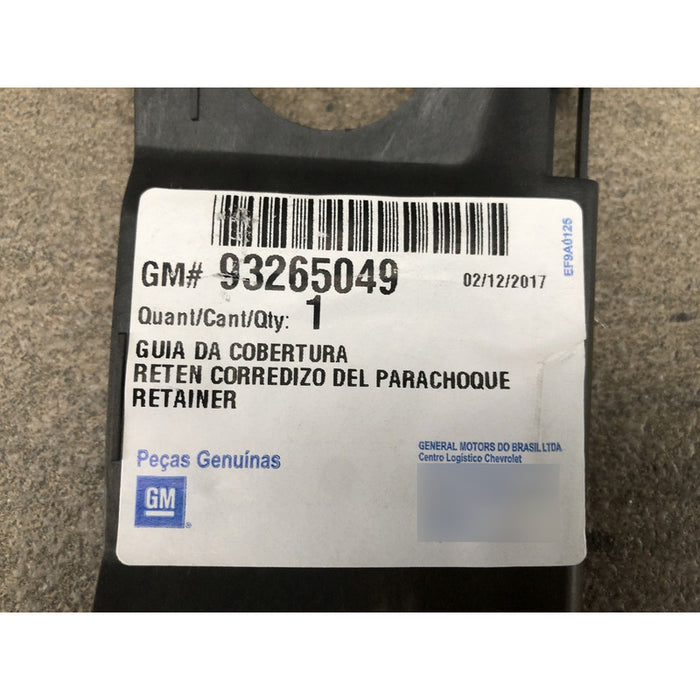 GM# 93265049
02/12/2017
EF9A0125
Quant/Cant/Qty: 1
GUIA DA COBERTURA
RETEN CORREDIZO DEL PARACHOQUE
RETAINER
Peças Genuínas
GENERAL MOTORS DO BRASIL LTDA
Centro Logístico Chevrolet
GM